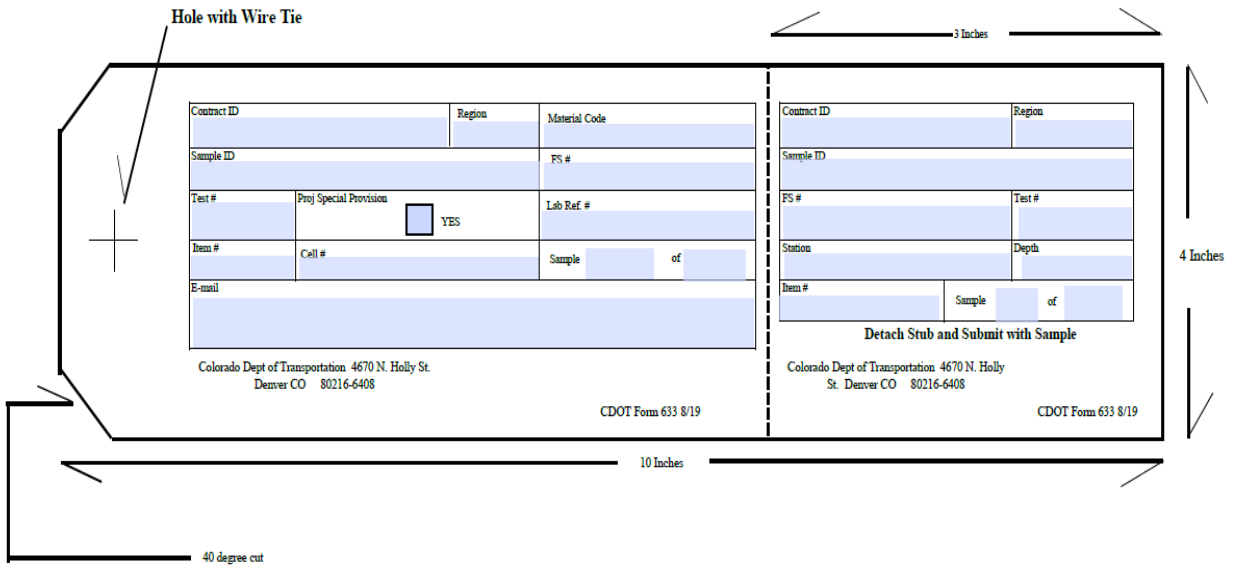 Hole with Wire Tie
3 Inches
Contract ID
Region
Material Code
Sample ID
FS #
Test #
Proj Special Provision
YES
Lab Ref. #
Item #
Cell #
Sample of
E-mail
Colorado Dept of Transportation 4670 N. Holly St.
Denver CO 80216-6408
CDOT Form 633 8/19
Contract ID
Region
Sample ID
FS #
Test #
Station
Depth
Item #
Sample of
Detach Stub and Submit with Sample
Colorado Dept of Transportation 4670 N. Holly
St. Denver CO 80216-6408
CDOT Form 633 8/19
4 Inches
10 Inches
40 degree cut